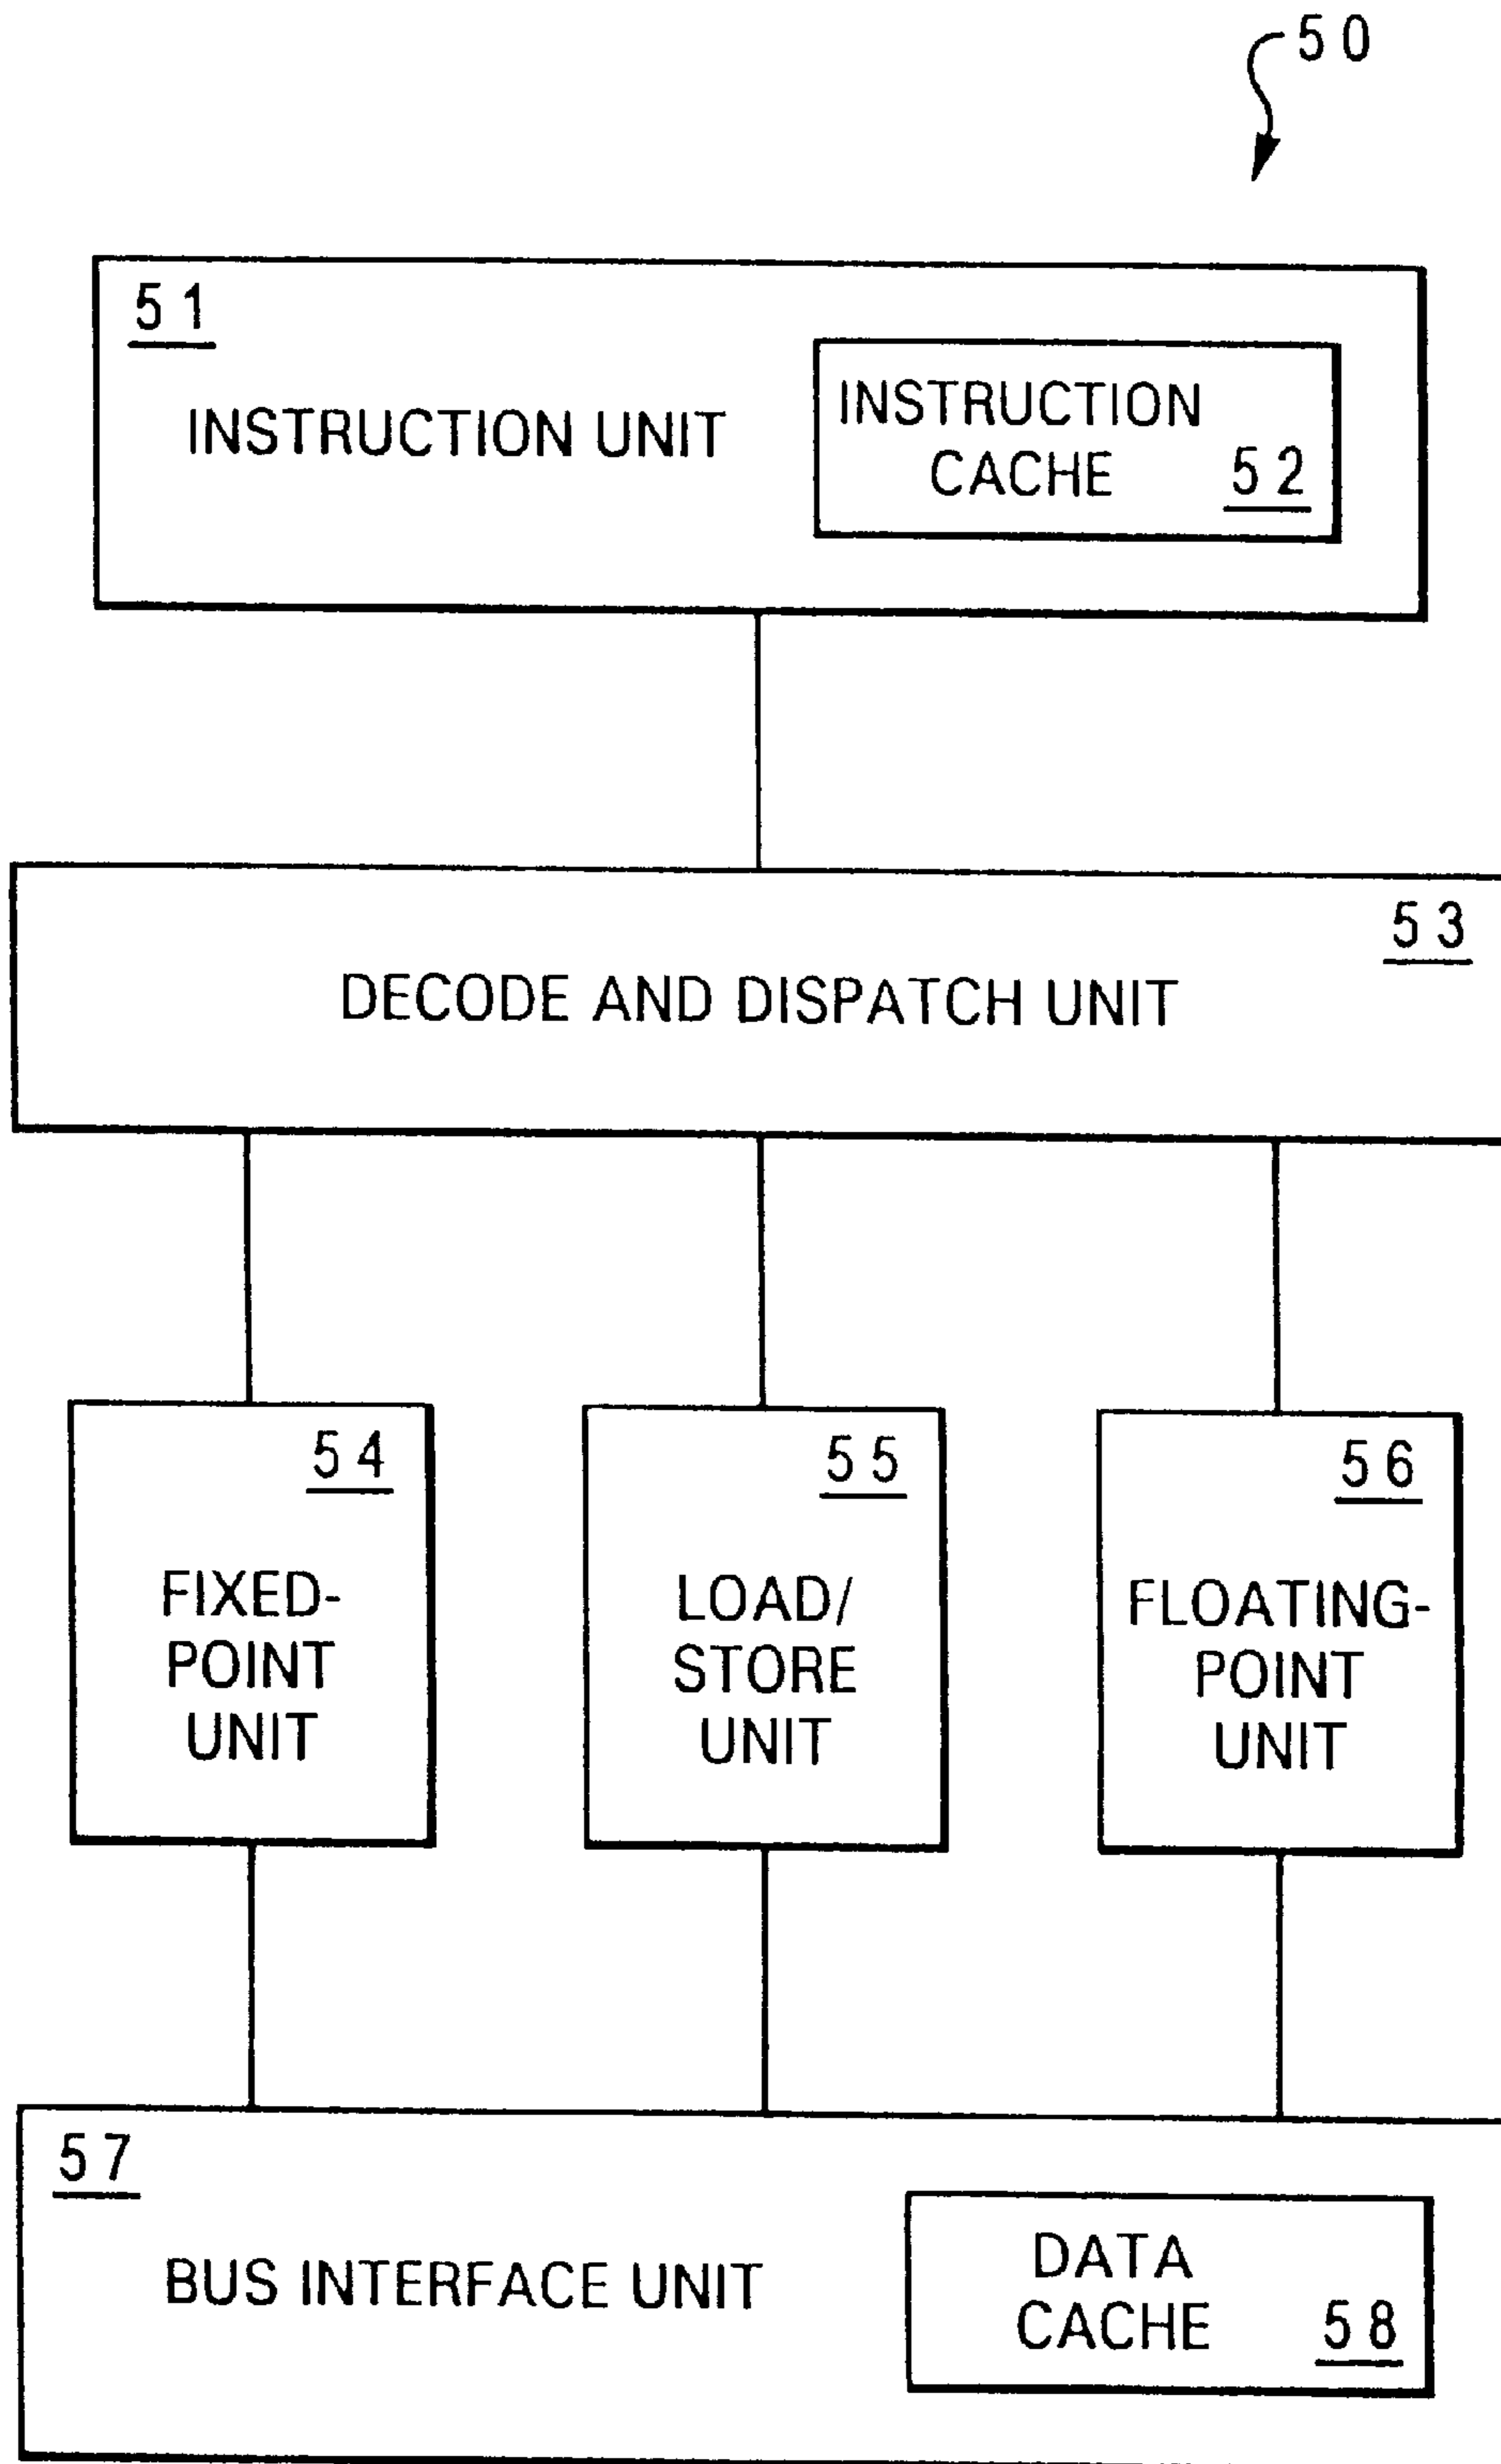 50
51
INSTRUCTION UNIT
INSTRUCTION
CACHE 52
53
DECODE AND DISPATCH UNIT
54
FIXED-
POINT
UNIT
55
LOAD/
STORE
UNIT
56
FLOATING-
POINT
UNIT
57
BUS INTERFACE UNIT
DATA
CACHE 58